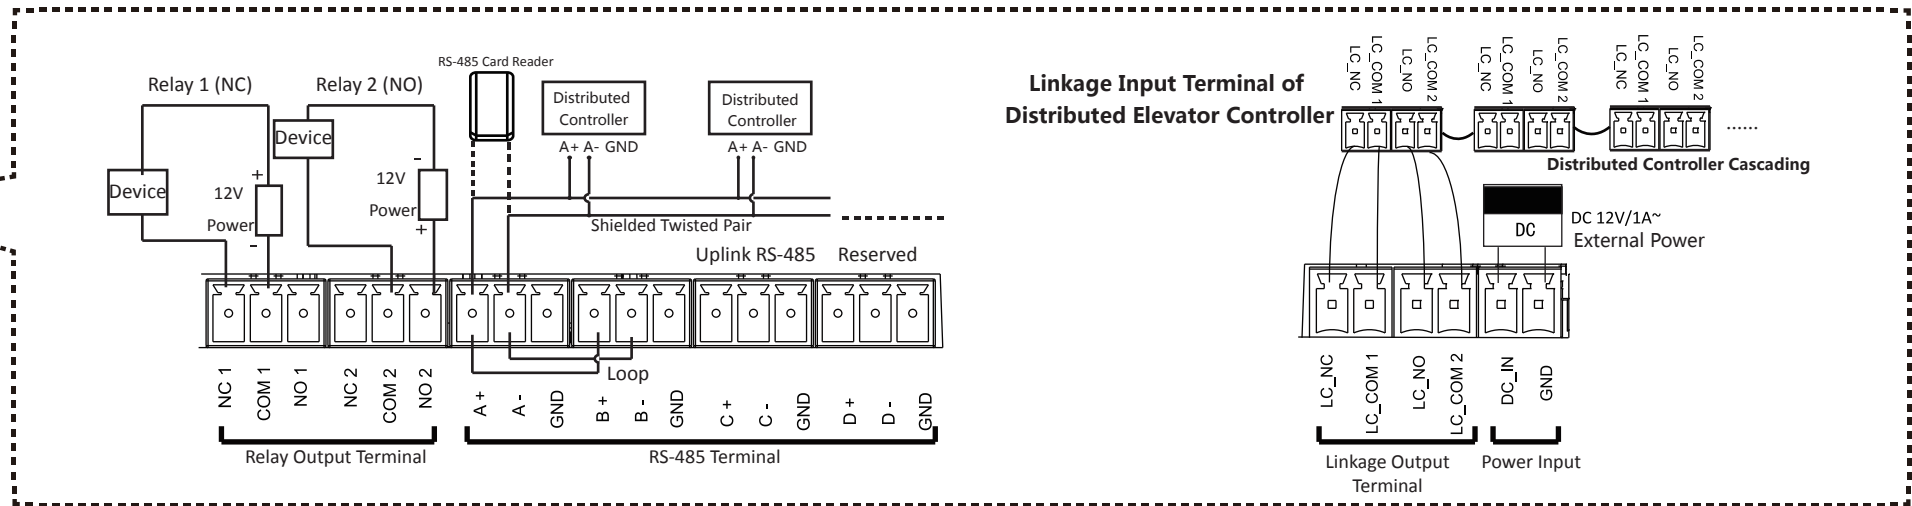 Relay 1 (NC)
Relay 2 (NO)
RS-485 Card Reader
Device
Device
+
12V
Power
-
-
12V
Power
+
Distributed
Controller
A+ A- GND
Distributed
Controller
A+ A- GND
Shielded Twisted Pair
Uplink RS-485
Reserved
Loop
NC 1
COM 1
NO 1
NC 2
COM 2
NO 2
A +
A -
GND
B +
B -
GND
C +
C -
GND
D +
D -
GND
Relay Output Terminal
RS-485 Terminal
Linkage Input Terminal of
Distributed Elevator Controller
LC_NC
LC_COM 1
LC_NO
LC_COM 2
LC_NC
LC_COM 1
LC_NO
LC_COM 2
LC_NC
LC_COM 1
LC_NO
LC_COM 2
......
Distributed Controller Cascading
DC
DC 12V/1A~
External Power
LC_NC
LC_COM 1
LC_NO
LC_COM 2
DC_IN
GND
Linkage Output
Terminal
Power Input